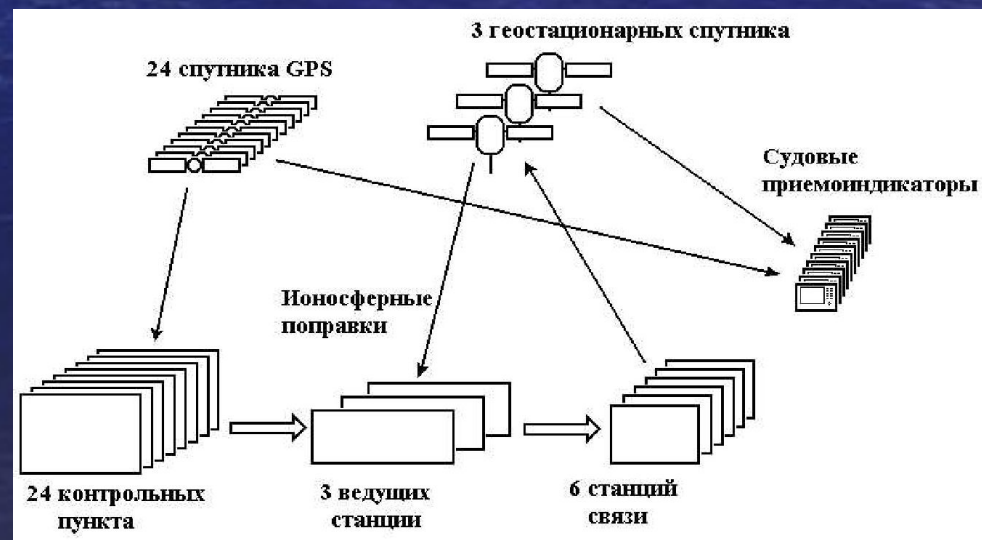 3 геостационарных спутника
24 спутника GPS
Судовые
приемоиндикаторы
Ионосферные
поправки
24 контрольных
пункта
3 ведущих
станции
6 станций
связи